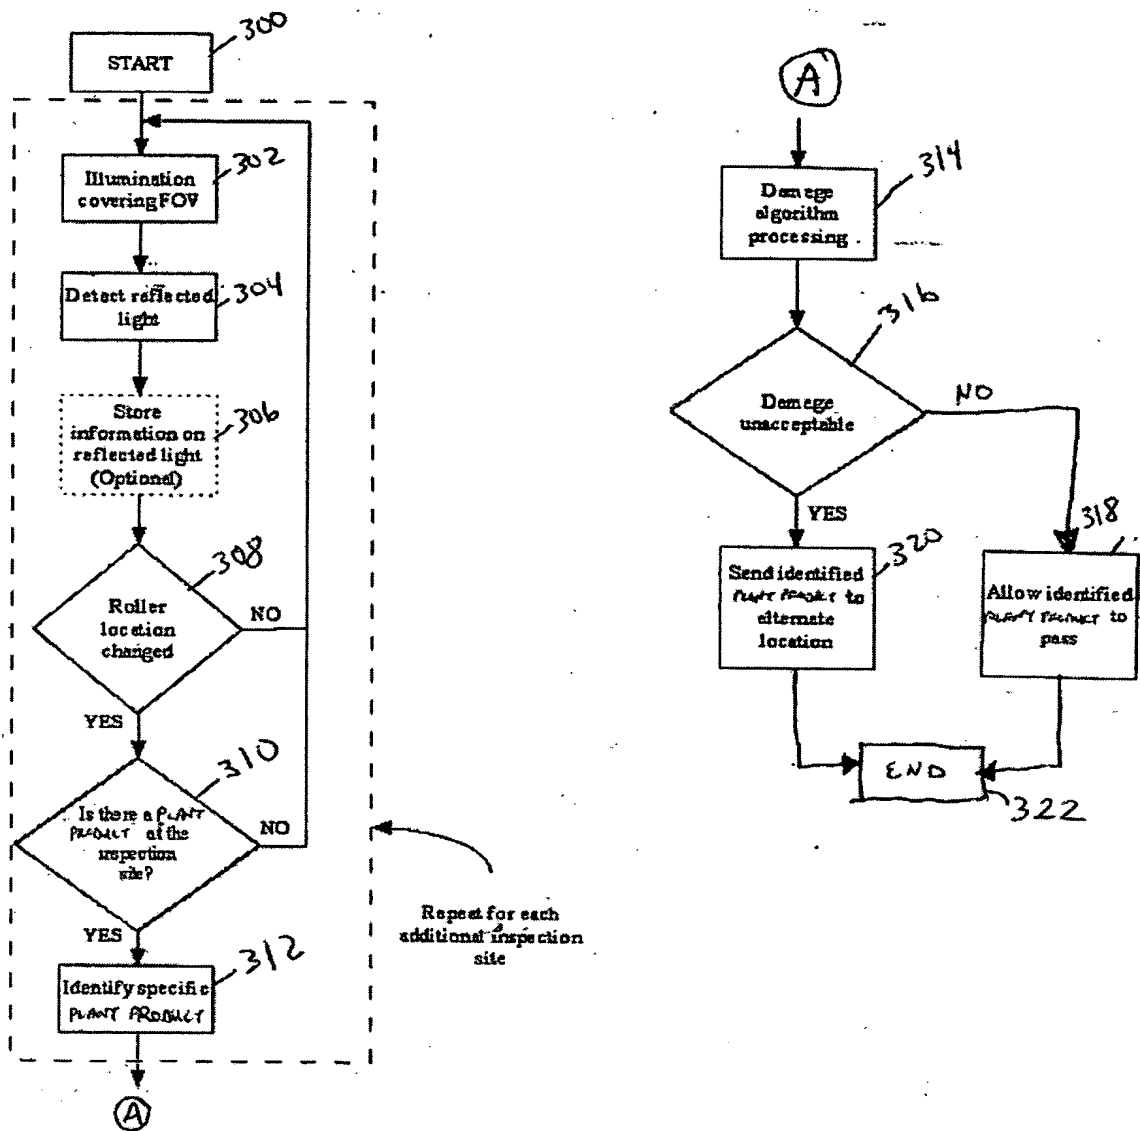 START
300
Illumination
covering FOV
302
Detect reflected
light
304
Store
information on
reflected light
(Optional)
306
Roller
location
changed
308
NO
YES
Is there a PLANT
PRODUCT at the
inspection
site?
310
NO
YES
Identify specific
PLANT PRODUCT
312
A
Repeat for each
additional inspection
site
A
Damage
algorithm
processing
314
Damage
unacceptable
316
NO
YES
Send identified
PLANT PRODUCT to
alternate
location
320
Allow identified
PLANT PRODUCT to
pass
318
END
322